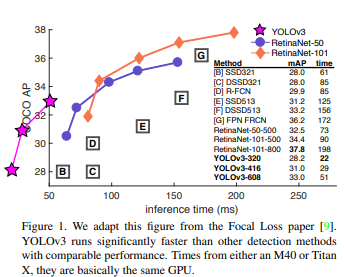 38
36
34
32
30
28
COCO AP
50
100
150
200
inference time (ms)
B
C
D
E
F
G
YOLOv3
RetinaNet-50
RetinaNet-101
Method mAP time
[B] SSD321 28.0 61
[C] DSSD321 28.0 85
[D] R-FCN 29.9 85
[E] SSD513 31.2 125
[F] DSSD513 33.2 156
[G] FPN FRCN 36.2 172
RetinaNet-50-500 32.5 73
RetinaNet-101-500 34.4 90
RetinaNet-101-800 37.8 198
YOLOv3-320 28.2 22
YOLOv3-416 31.0 29
YOLOv3-608 33.0 51
Figure 1. We adapt this figure from the Focal Loss paper [9].
YOLOv3 runs significantly faster than other detection methods
with comparable performance. Times from either an M40 or Titan
X, they are basically the same GPU.